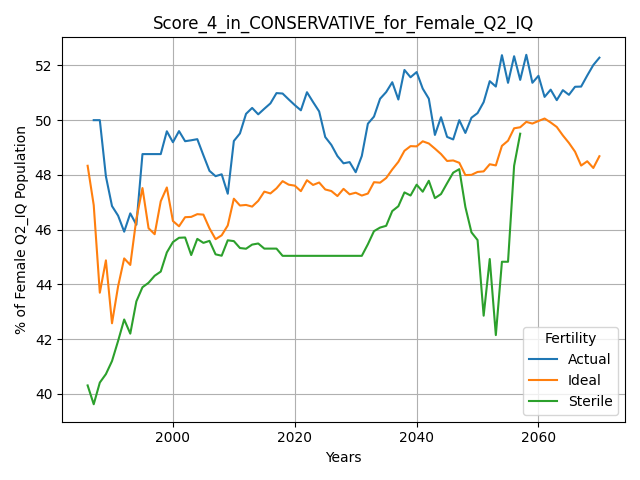 Score_4_in_CONSERVATIVE_for_Female_Q2_IQ
% of Female Q2_IQ Population
52
50
48
46
44
42
40
2000
2020
2040
2060
Years
Fertility
Actual
Ideal
Sterile